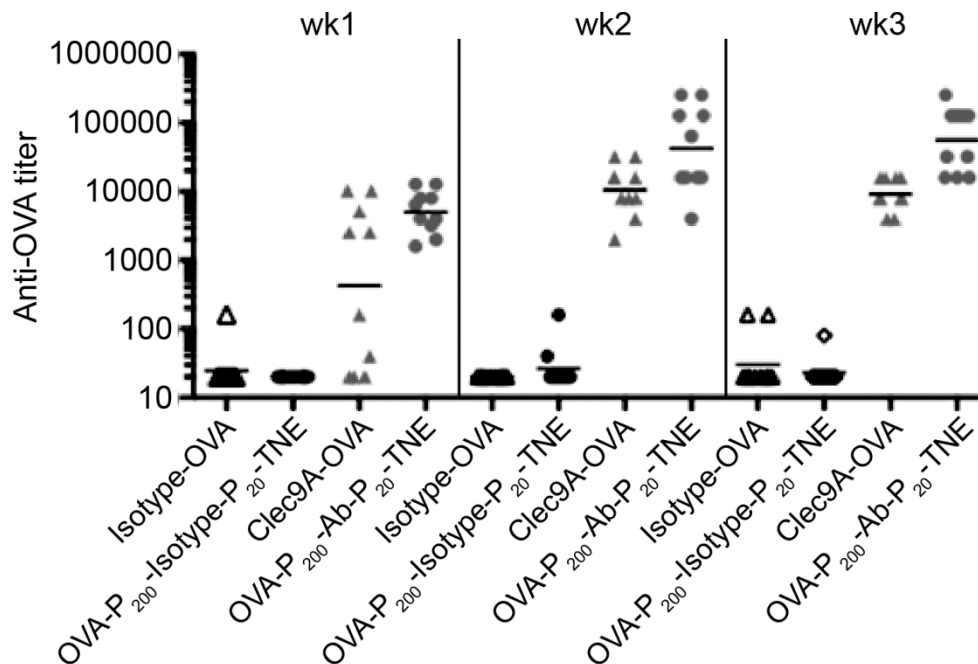 wk1 wk2 wk3
Anti-OVA titer
1000000
100000
10000
1000
100
10
Isotype-OVA
OVA-P₂₀₀-Isotype-P₂₀-TNE
Clec9A-OVA
OVA-P₂₀₀-Ab-P₂₀-TNE
Isotype-OVA
OVA-P₂₀₀-Isotype-P₂₀-TNE
Clec9A-OVA
OVA-P₂₀₀-Ab-P₂₀-TNE
Isotype-OVA
OVA-P₂₀₀-Isotype-P₂₀-TNE
Clec9A-OVA
OVA-P₂₀₀-Ab-P₂₀-TNE